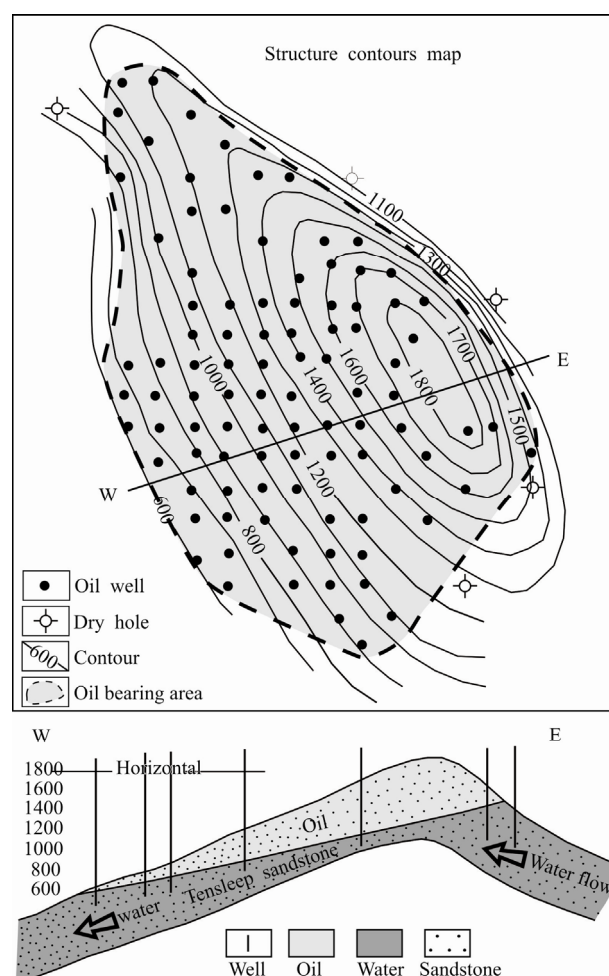 Structure contours map
1100
1300
1700
E
1000
1600
1400
1800
1500
W
1200
600
800
Oil well
Dry hole
600 Contour
Oil bearing area
W
E
1800 Horizontal
1600
1400
1200
1000
800
600
Oil
Tensleep sandstone
water
Water flow
Well Oil Water Sandstone